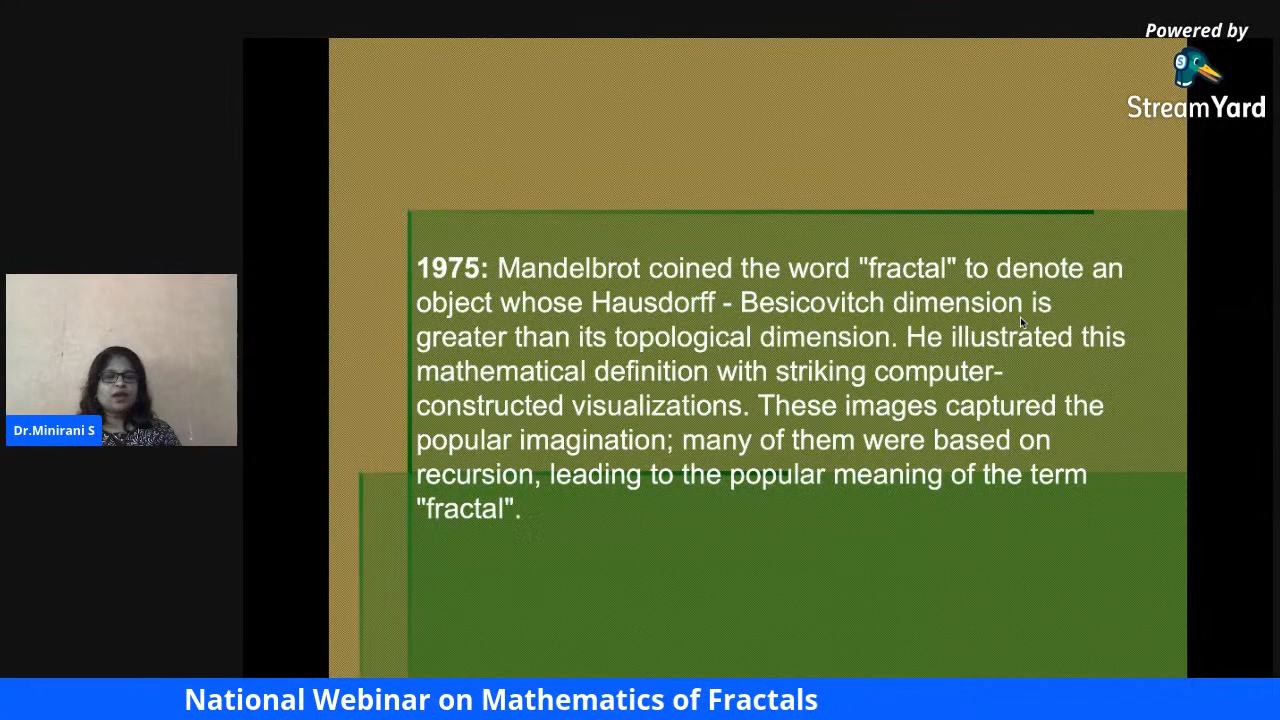 Powered by
StreamYard
1975: Mandelbrot coined the word "fractal" to denote an
object whose Hausdorff - Besicovitch dimension is
greater than its topological dimension. He illustrated this
mathematical definition with striking computer-
constructed visualizations. These images captured the
popular imagination; many of them were based on
recursion, leading to the popular meaning of the term
"fractal".
Dr.Minirani S
National Webinar on Mathematics of Fractals